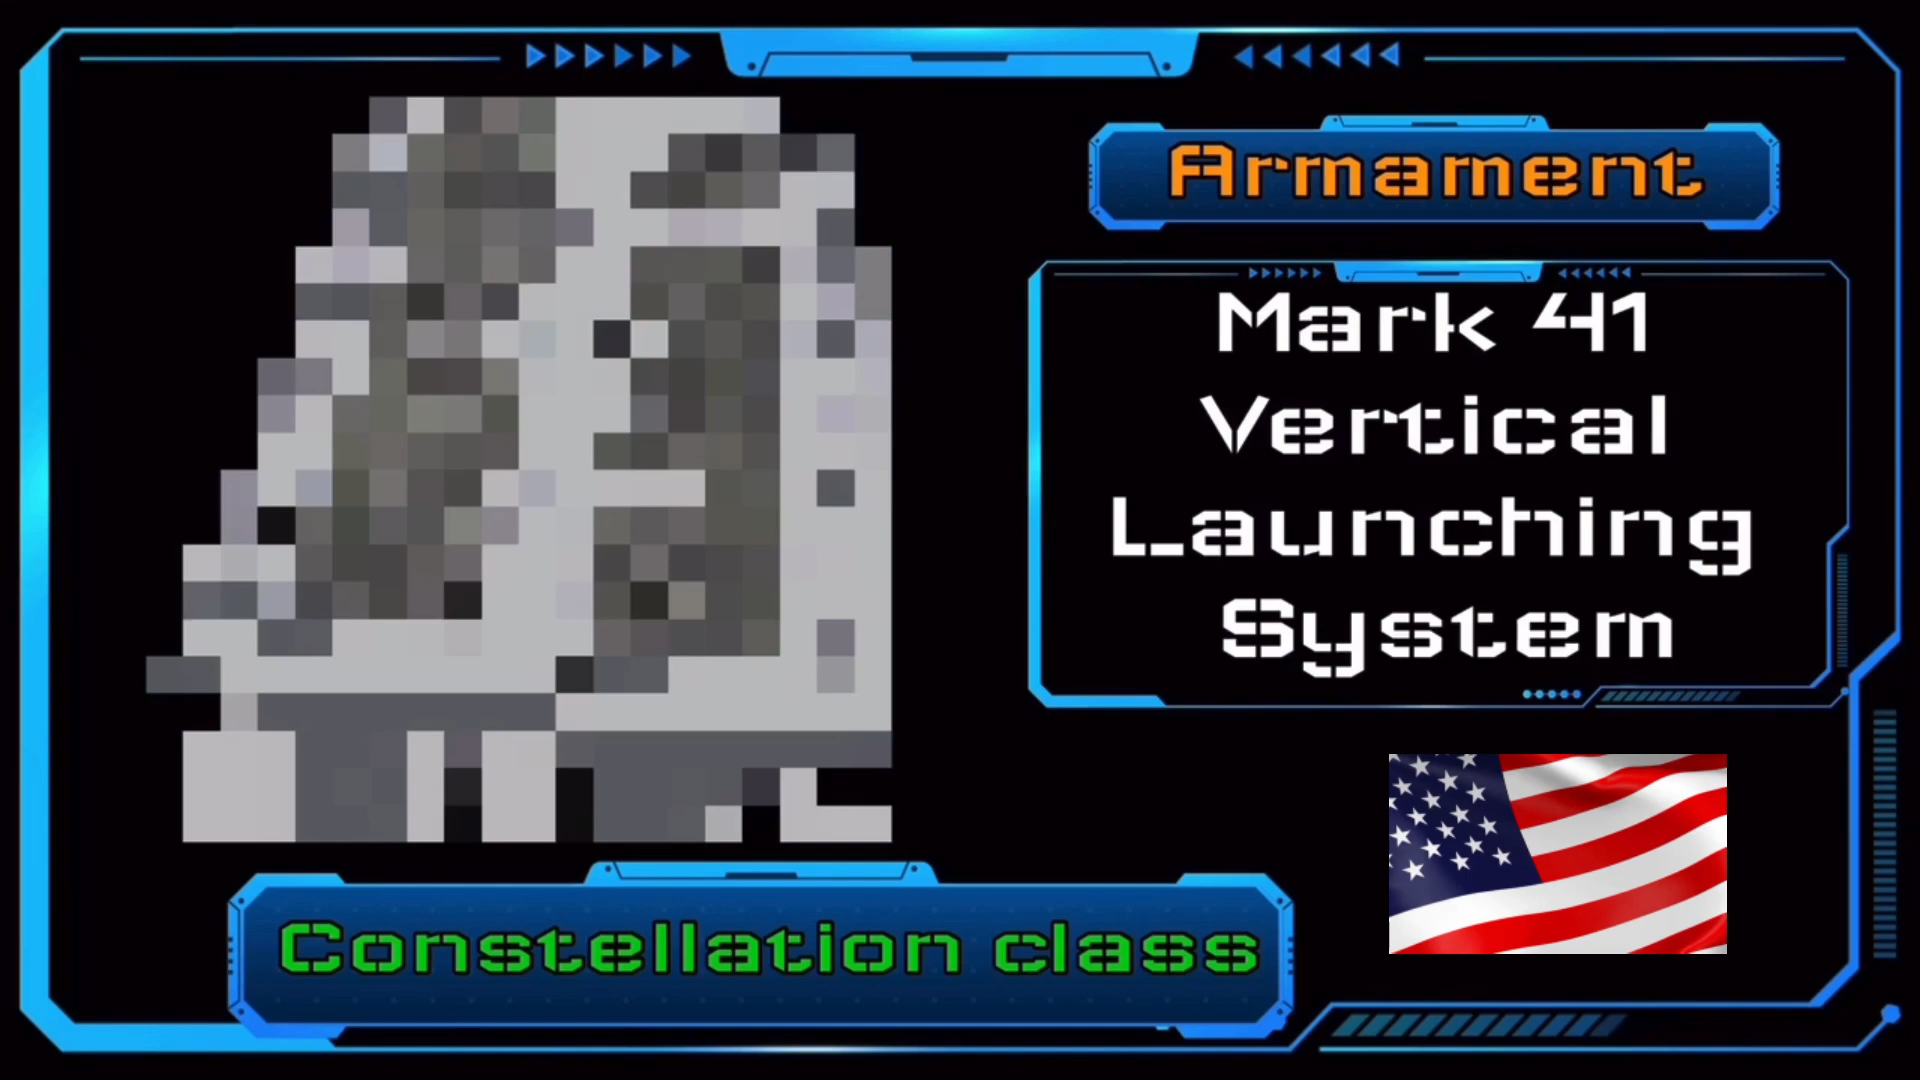 Armament
Mark 41
Vertical
Launching
System
Constellation class